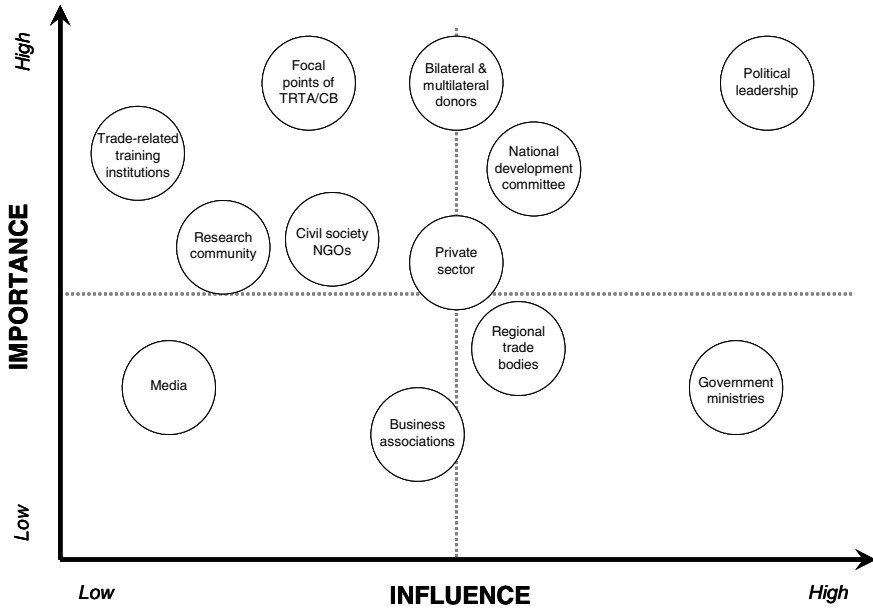 High
Focal
points of
TRTA/CB
Bilateral &
multilateral
donors
Political
leadership
Trade-related
training
institutions
National
development
committee
Research
community
Civil society
NGOs
Private
sector
IMPORTANCE
Regional
trade
bodies
Media
Government
ministries
Business
associations
Low
Low
INFLUENCE
High